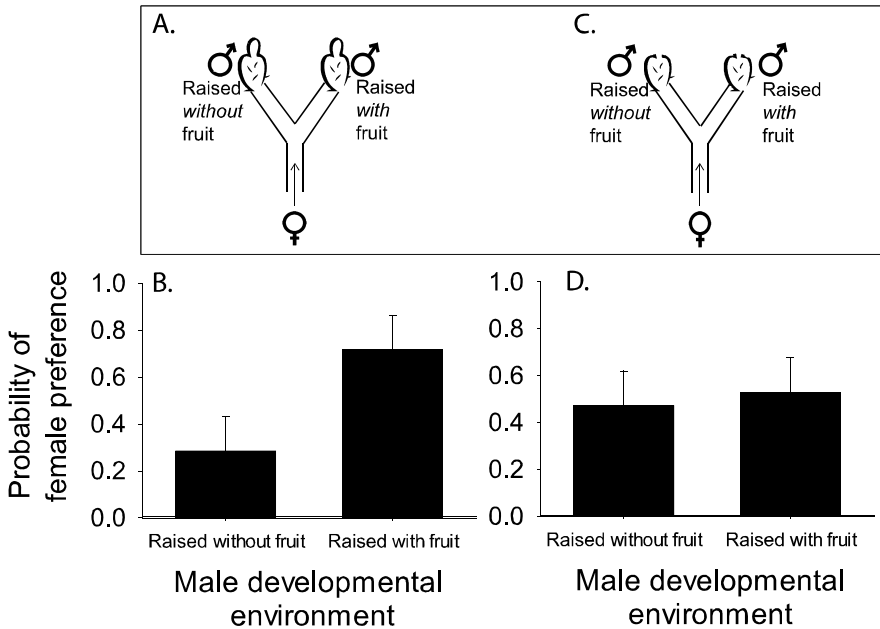 A.
Raised
without
fruit
Raised
with
fruit
C.
Raised
without
fruit
Raised
with
fruit
Probability of
female preference
B.
1.0
0.8
0.6
0.4
0.2
0.0
Raised without fruit
Raised with fruit
Male developmental
environment
D.
1.0
0.8
0.6
0.4
0.2
0.0
Raised without fruit
Raised with fruit
Male developmental
environment